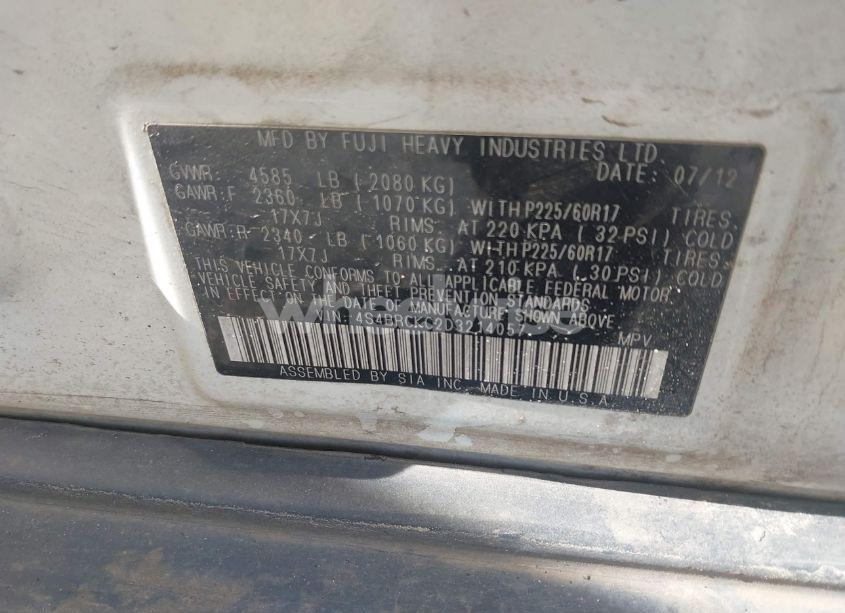 MFD BY FUJI HEAVY INDUSTRIES LTD.
DATE: 07/12
GVWR: 4585 LB ( 2080 KG)
GAWR: F 2360 LB ( 1070 KG) WITH P225/60R17 TIRES
17X7J RIMS. AT 220 KPA ( 32 PSI) COLD
GAWR: R 2340 LB ( 1060 KG) WITH P225/60R17 TIRES
17X7J RIMS. AT 210 KPA ( 30 PSI) COLD
THIS VEHICLE CONFORMS TO ALL APPLICABLE FEDERAL MOTOR
VEHICLE SAFETY AND THEFT PREVENTION STANDARDS
IN EFFECT ON THE DATE OF MANUFACTURE SHOWN ABOVE
VIN: 4S4BRCKC2D3214057 MPV
ASSEMBLED BY SIA INC. MADE IN U.S.A.